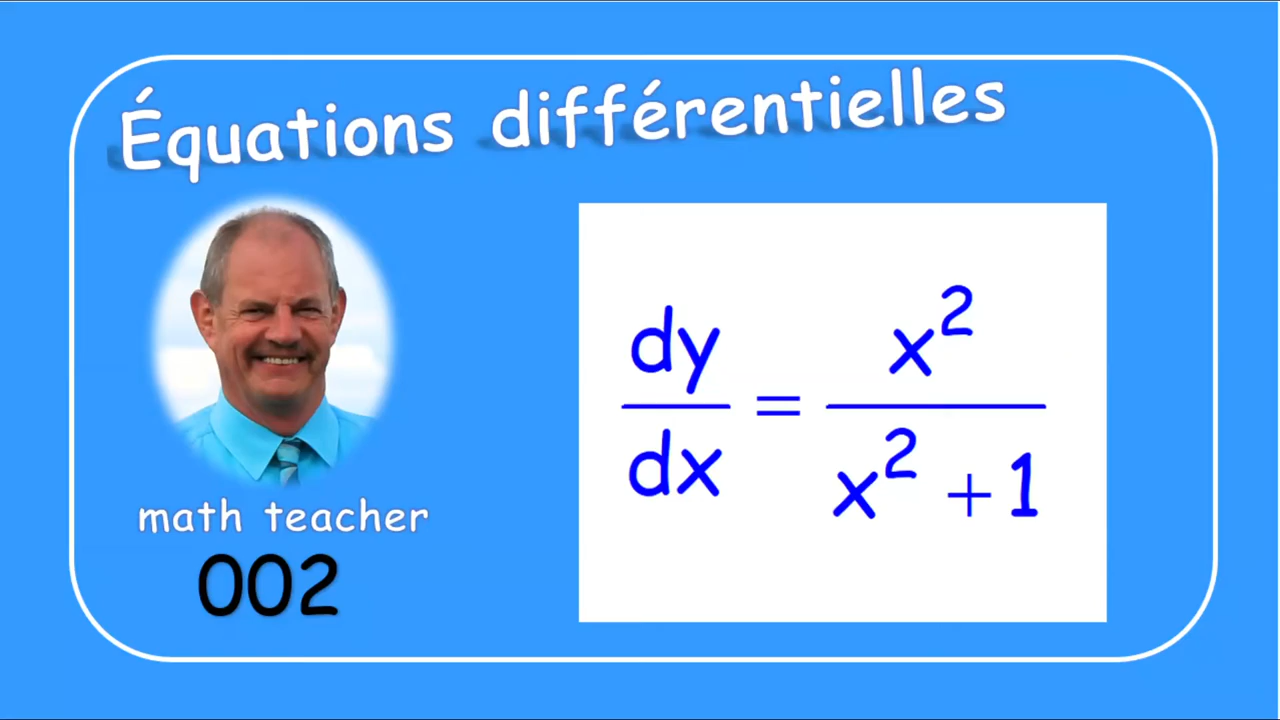 Équations différentielles
math teacher
002
dy/dx = x²/(x² + 1)